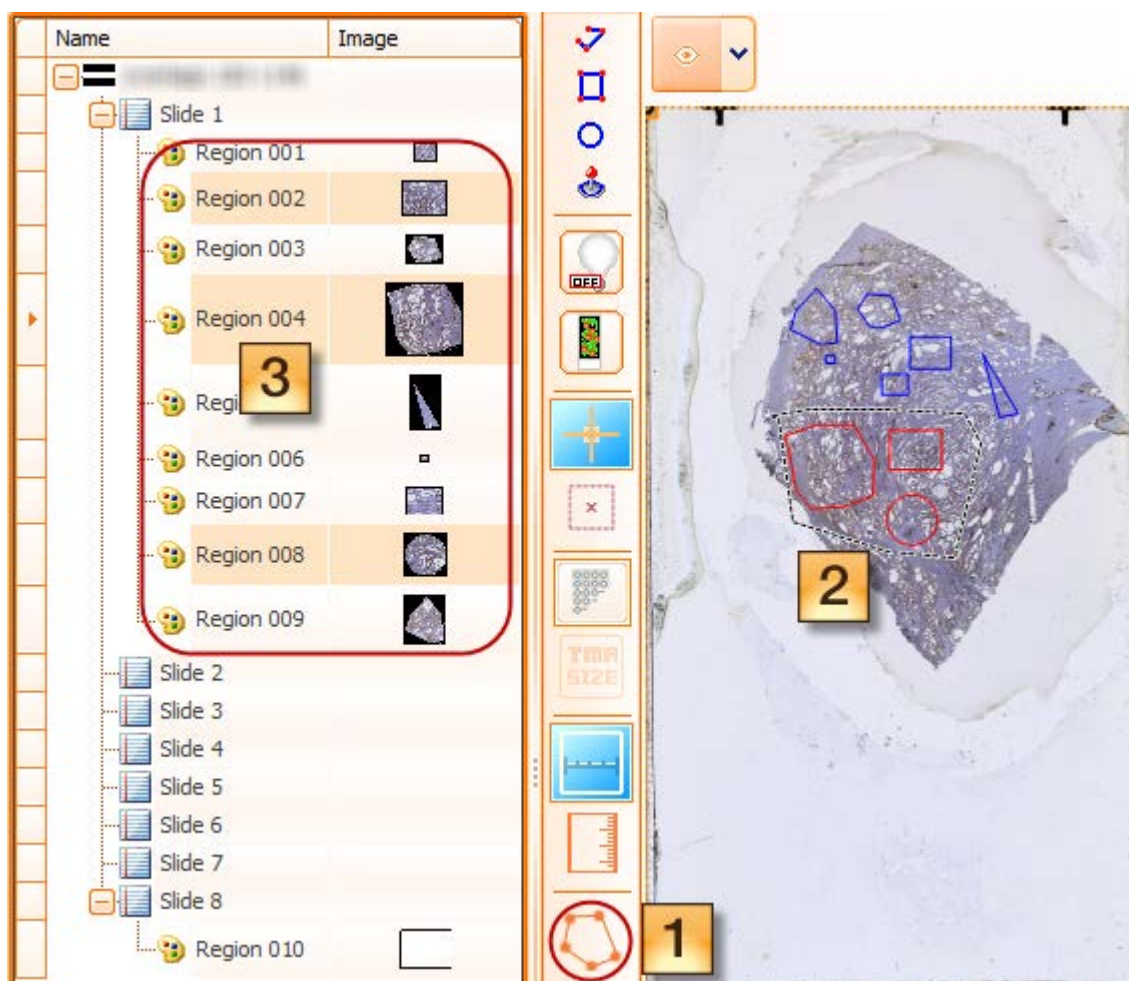 Name Image
Slide 1
Region 001
Region 002
Region 003
Region 004
3
Regi
Region 006
Region 007
Region 008
Region 009
Slide 2
Slide 3
Slide 4
Slide 5
Slide 6
Slide 7
Slide 8
Region 010
OFF
TMA
SIZE
1
2